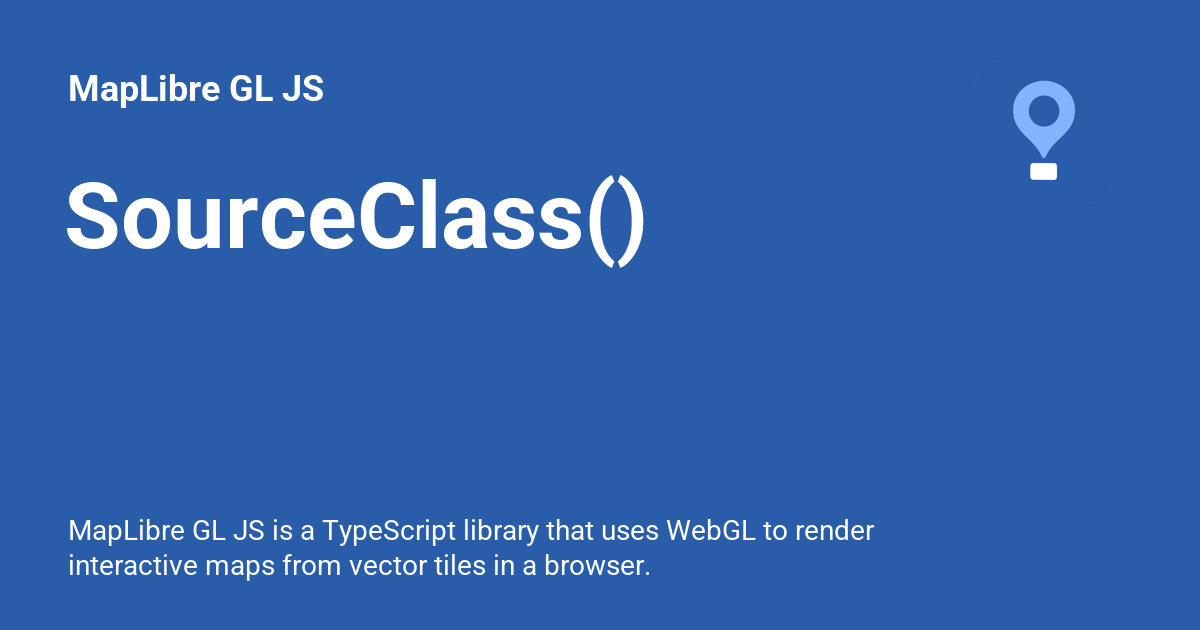 MapLibre GL JS
SourceClass()
MapLibre GL JS is a TypeScript library that uses WebGL to render
interactive maps from vector tiles in a browser.